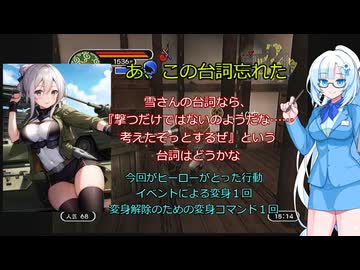 1536
あ、この台詞忘れた
雪さんの台詞なら、
『撃つだけではないのようだな……
考えたぞっとするぜ』という
台詞はどうかな
今回がヒーローがとった行動
イベントによる変身1回
変身解除のための変身コマンド1回
人気 68
15:14